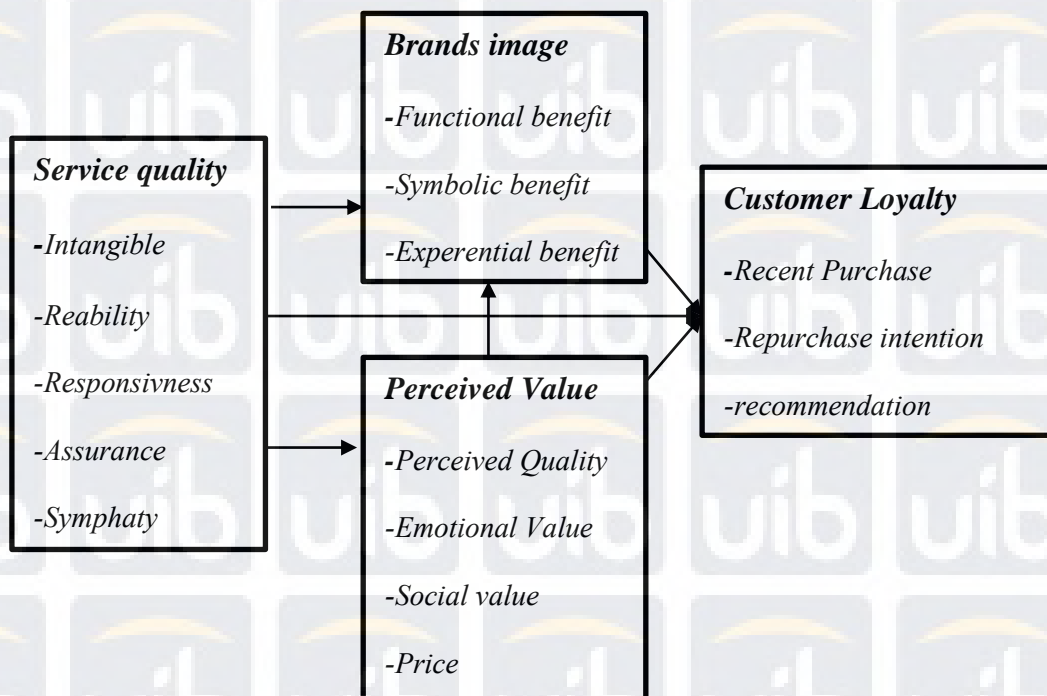 Brands image
-Functional benefit
-Symbolic benefit
-Experential benefit
Service quality
-Intangible
-Reability
-Responsivness
-Assurance
-Symphaty
Perceived Value
-Perceived Quality
-Emotional Value
-Social value
-Price
Customer Loyalty
-Recent Purchase
-Repurchase intention
-recommendation
uib